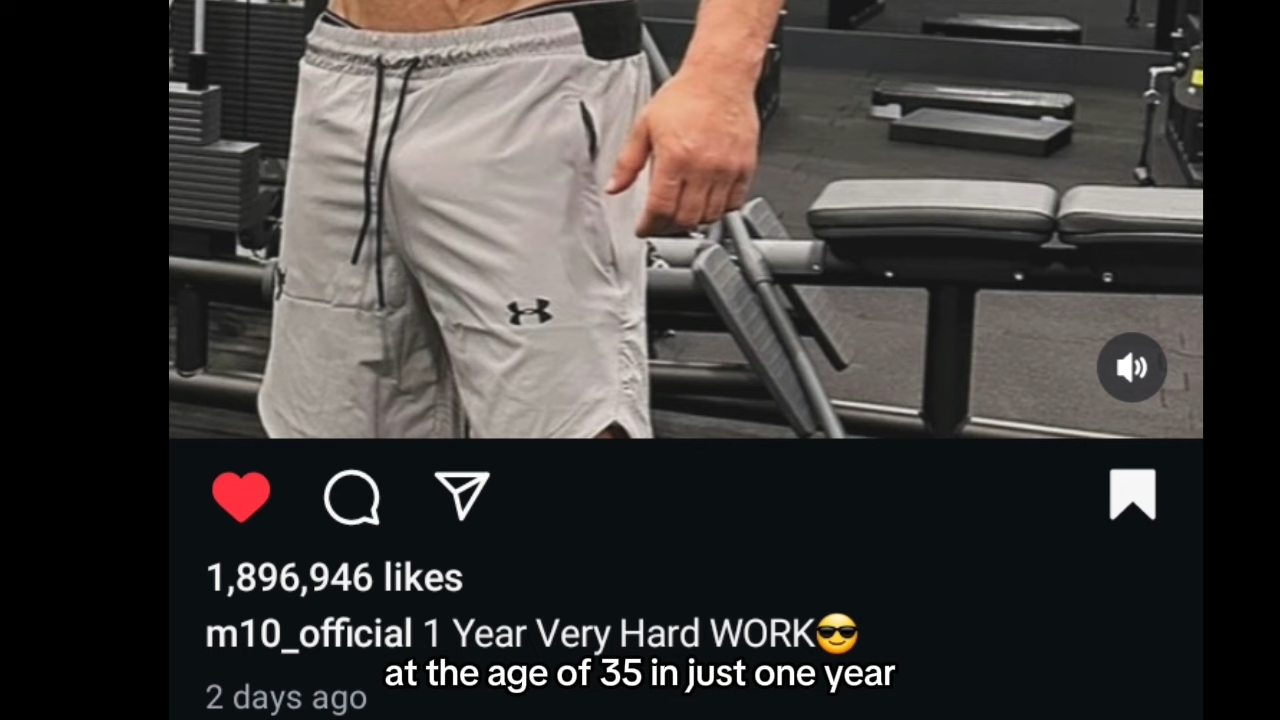 1,896,946 likes
m10_official 1 Year Very Hard WORK😎
at the age of 35 in just one year
2 days ago